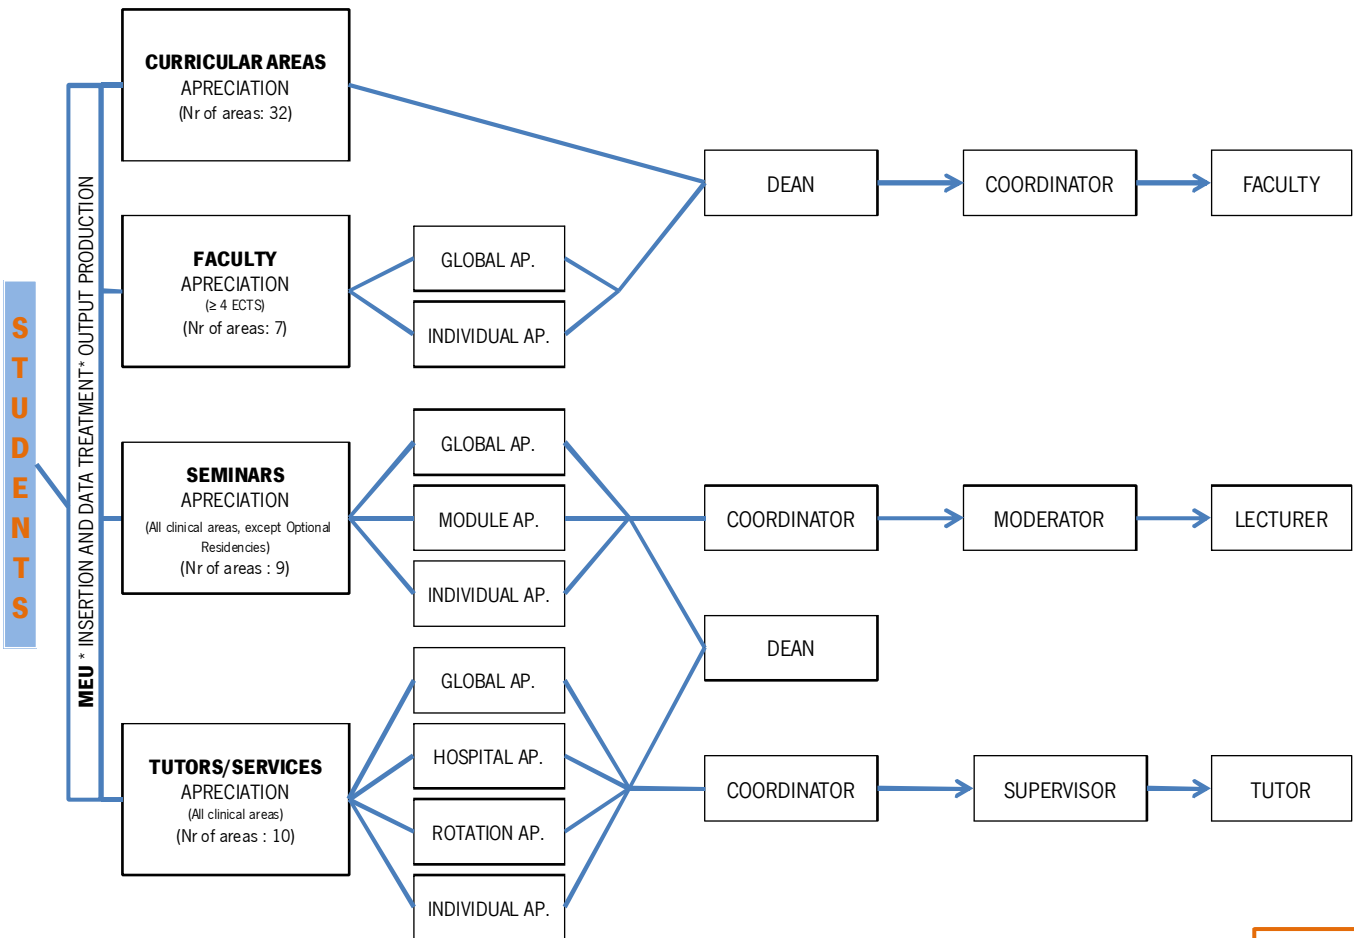 STUDENTS
MEU * INSERTION AND DATA TREATMENT* OUTPUT PRODUCTION
CURRICULAR AREAS
APRECIATION
(Nr of areas: 32)
FACULTY
APRECIATION
(≥ 4 ECTS)
(Nr of areas: 7)
GLOBAL AP.
INDIVIDUAL AP.
DEAN
COORDINATOR
FACULTY
SEMINARS
APRECIATION
(All clinical areas, except Optional
Residencies)
(Nr of areas : 9)
GLOBAL AP.
MODULE AP.
INDIVIDUAL AP.
COORDINATOR
MODERATOR
LECTURER
DEAN
TUTORS/SERVICES
APRECIATION
(All clinical areas)
(Nr of areas : 10)
GLOBAL AP.
HOSPITAL AP.
ROTATION AP.
INDIVIDUAL AP.
COORDINATOR
SUPERVISOR
TUTOR